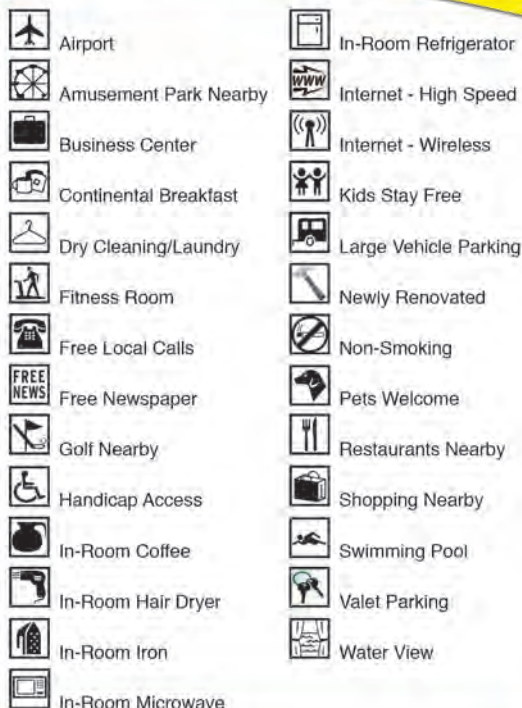 Airport
Amusement Park Nearby
Business Center
Continental Breakfast
Dry Cleaning/Laundry
Fitness Room
Free Local Calls
FREE
NEWS
Free Newspaper
Golf Nearby
Handicap Access
In-Room Coffee
In-Room Hair Dryer
In-Room Iron
In-Room Microwave
In-Room Refrigerator
WWW
Internet - High Speed
Internet - Wireless
Kids Stay Free
Large Vehicle Parking
Newly Renovated
Non-Smoking
Pets Welcome
Restaurants Nearby
Shopping Nearby
Swimming Pool
Valet Parking
Water View